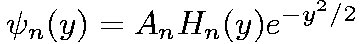 ψ_n(y) = A_n H_n(y) e^{-y^2/2}